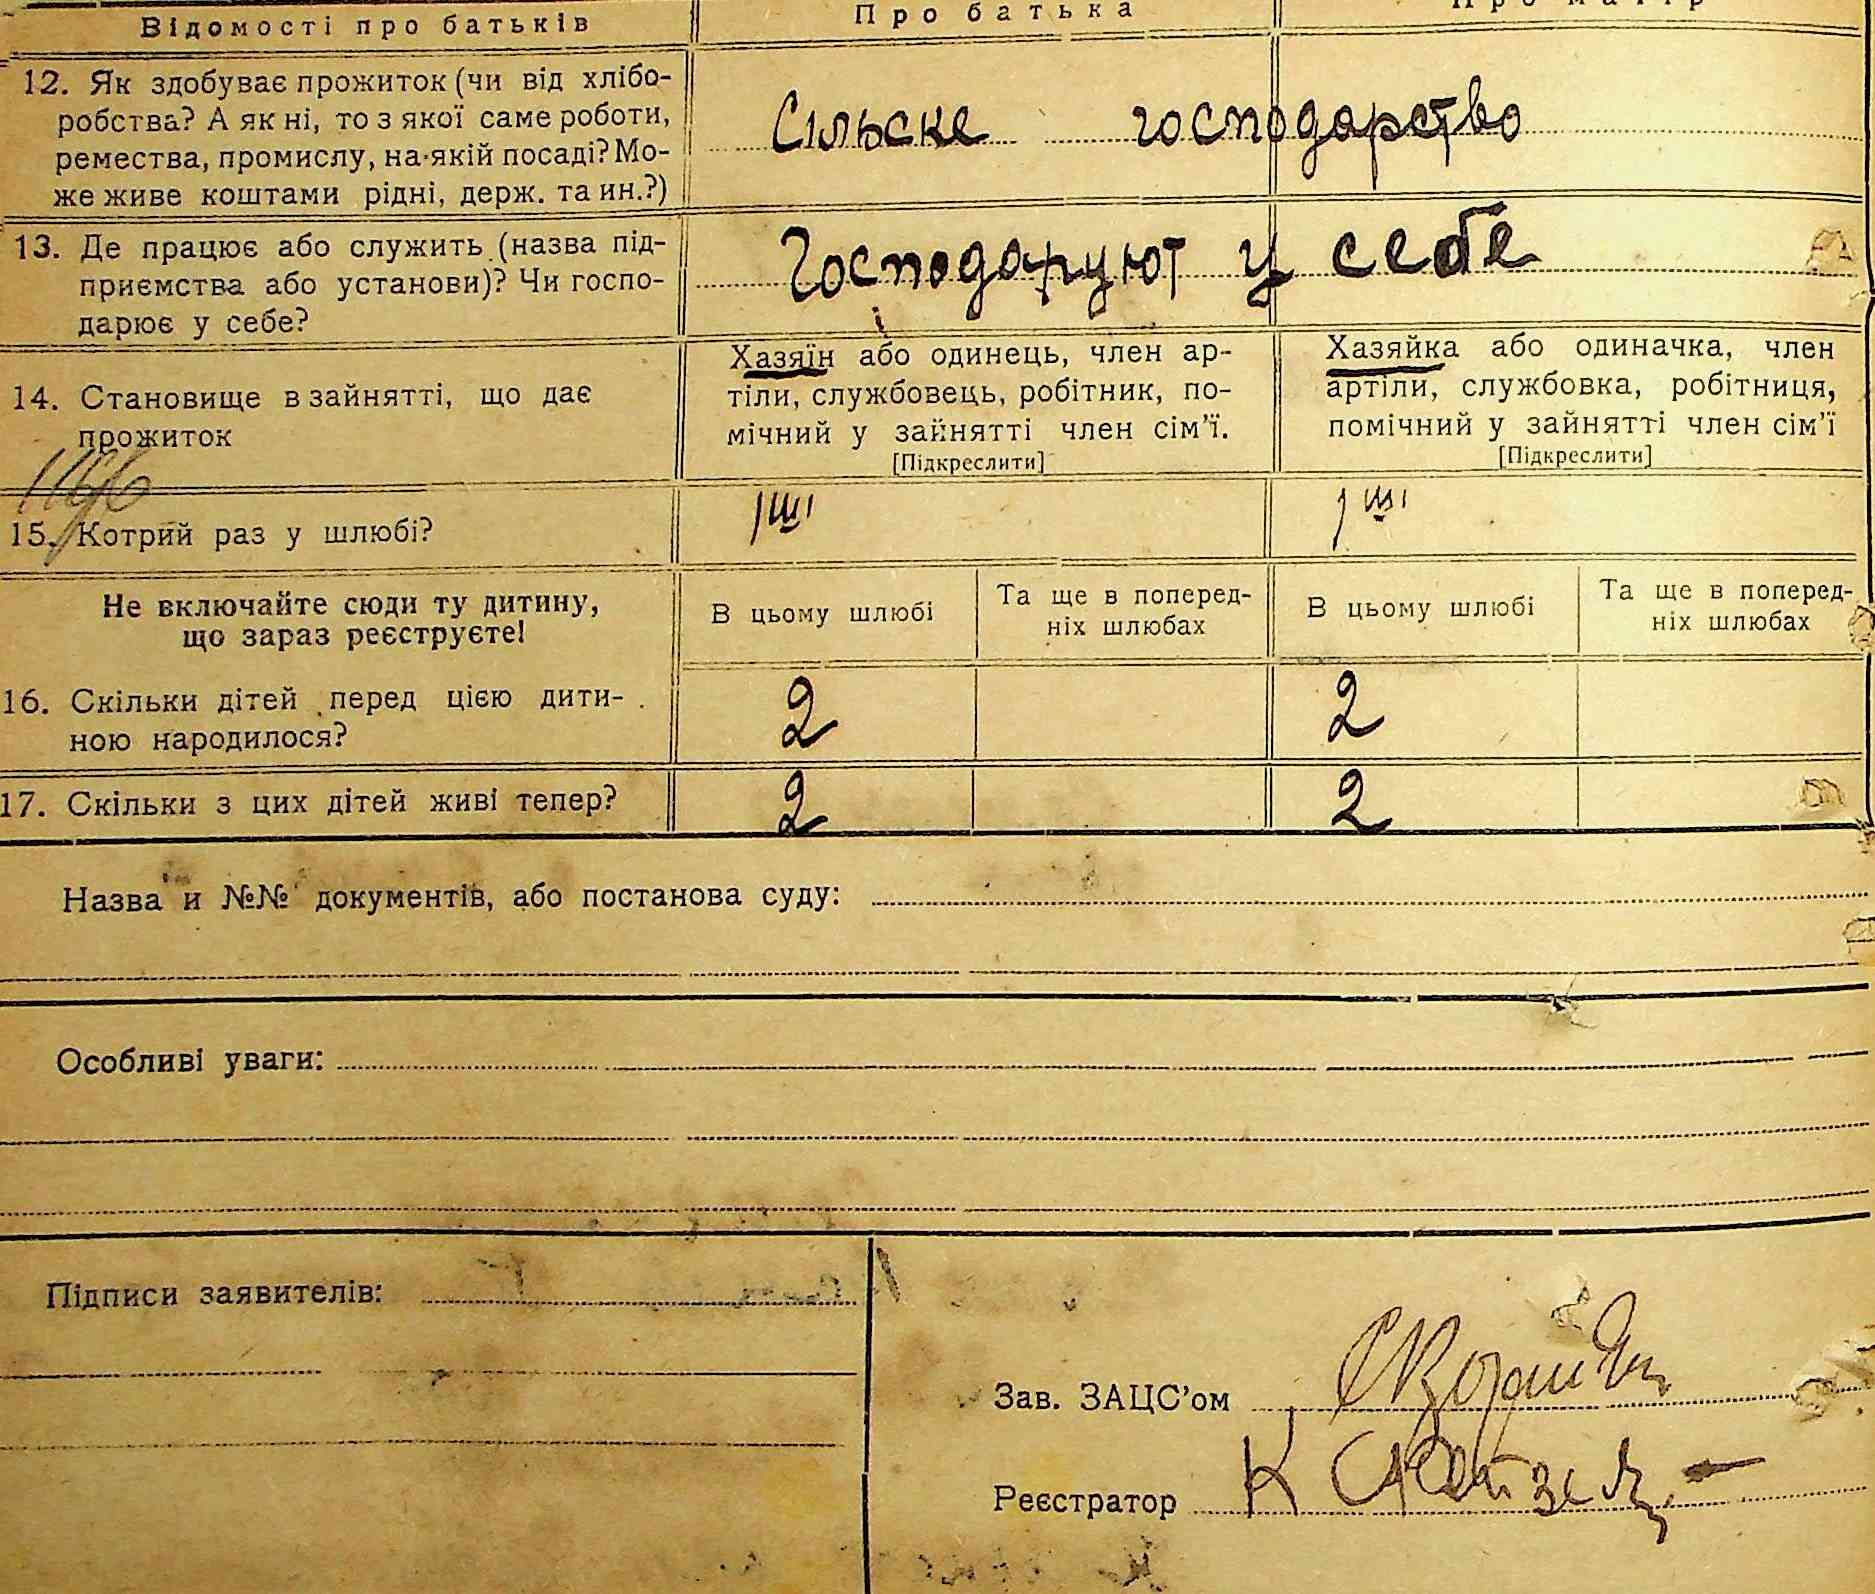 Відомості про батьків
Про батька
12. Як здобуває прожиток (чи від хлібо-
робства? А як ні, то з якої саме роботи,
ремества, промислу, на якій посаді? Мо-
же живе коштами рідні, держ. та ин.?)
Сільске господарство
13. Де працює або служить (назва під-
приємства або установи)? Чи госпо-
дарює у себе?
Господарують у себе
14. Становище в зайнятті, що дає
прожиток
Хазяїн або одинець, член ар-
тіли, службовець, робітник, по-
мічний у зайнятті член сім'ї.
[Підкреслити]
Хазяйка або одиначка, член
артіли, службовка, робітниця,
помічний у зайнятті член сім'ї
[Підкреслити]
15. Котрий раз у шлюбі?
1ші
1ші
Не включайте сюди ту дитину,
що зараз реєструєте!
В цьому шлюбі
Та ще в поперед-
ніх шлюбах
В цьому шлюбі
Та ще в поперед-
ніх шлюбах
16. Скільки дітей перед цією дити-
ною народилося?
2
2
17. Скільки з цих дітей живі тепер?
2
2
Назва и №№ документів, або постанова суду:
Особливі уваги:
Підписи заявителів:
Зав. ЗАЦС'ом
Реєстратор